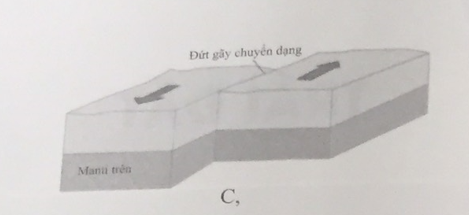 Đứt gãy chuyển dạng
Manti trên
C,